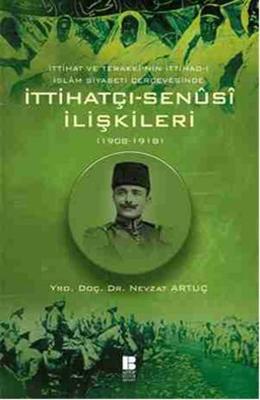 İTTİHAT VE TERAKKİ'NİN İTTİHAD-I
İSLÂM SİYASETİ ÇERÇEVESİNDE
İTTİHATÇI-SENÛSÎ
İLİŞKİLERİ
(1908-1918)
YRD. DOÇ. DR. NEVZAT ARTUÇ
B